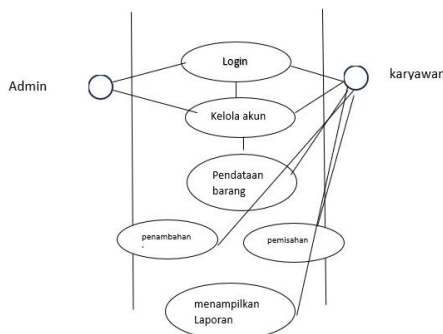 Login
Admin
karyawan
Kelola akun
Pendataan
barang
penambahan
pemisahan
menampilkan
Laporan